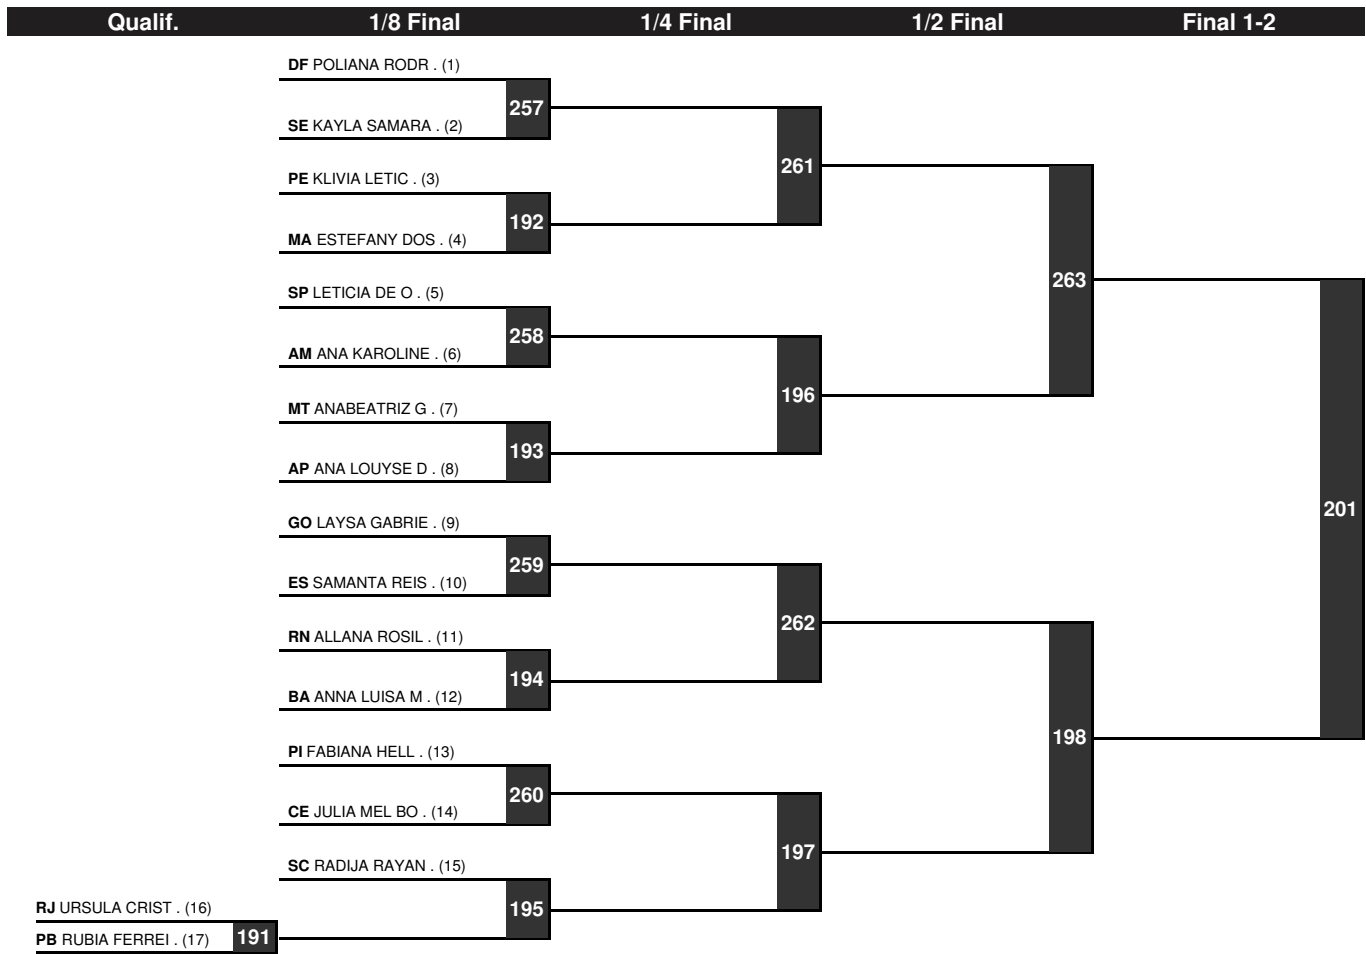 Qualif. 1/8 Final 1/4 Final 1/2 Final Final 1-2
DF POLIANA RODR . (1)
257
SE KAYLA SAMARA . (2)
261
PE KLIVIA LETIC . (3)
192
MA ESTEFANY DOS . (4)
263
SP LETICIA DE O . (5)
258
AM ANA KAROLINE . (6)
196
MT ANABEATRIZ G . (7)
193
AP ANA LOUYSE D . (8)
201
GO LAYSA GABRIE . (9)
259
ES SAMANTA REIS . (10)
262
RN ALLANA ROSIL . (11)
194
BA ANNA LUISA M . (12)
198
PI FABIANA HELL . (13)
260
CE JULIA MEL BO . (14)
197
SC RADIJA RAYAN . (15)
195
RJ URSULA CRIST . (16)
PB RUBIA FERREI . (17) 191